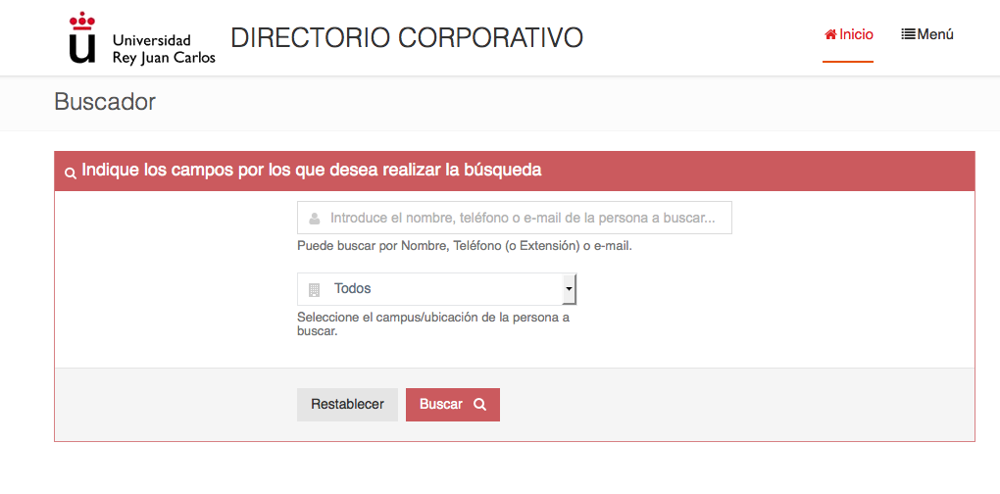 ü
Universidad
Rey Juan Carlos
DIRECTORIO CORPORATIVO
Inicio
Menú
Buscador
Indique los campos por los que desea realizar la búsqueda
Introduce el nombre, teléfono o e-mail de la persona a buscar...
Puede buscar por Nombre, Teléfono (o Extensión) o e-mail.
Todos
Seleccione el campus/ubicación de la persona a
buscar.
Restablecer
Buscar